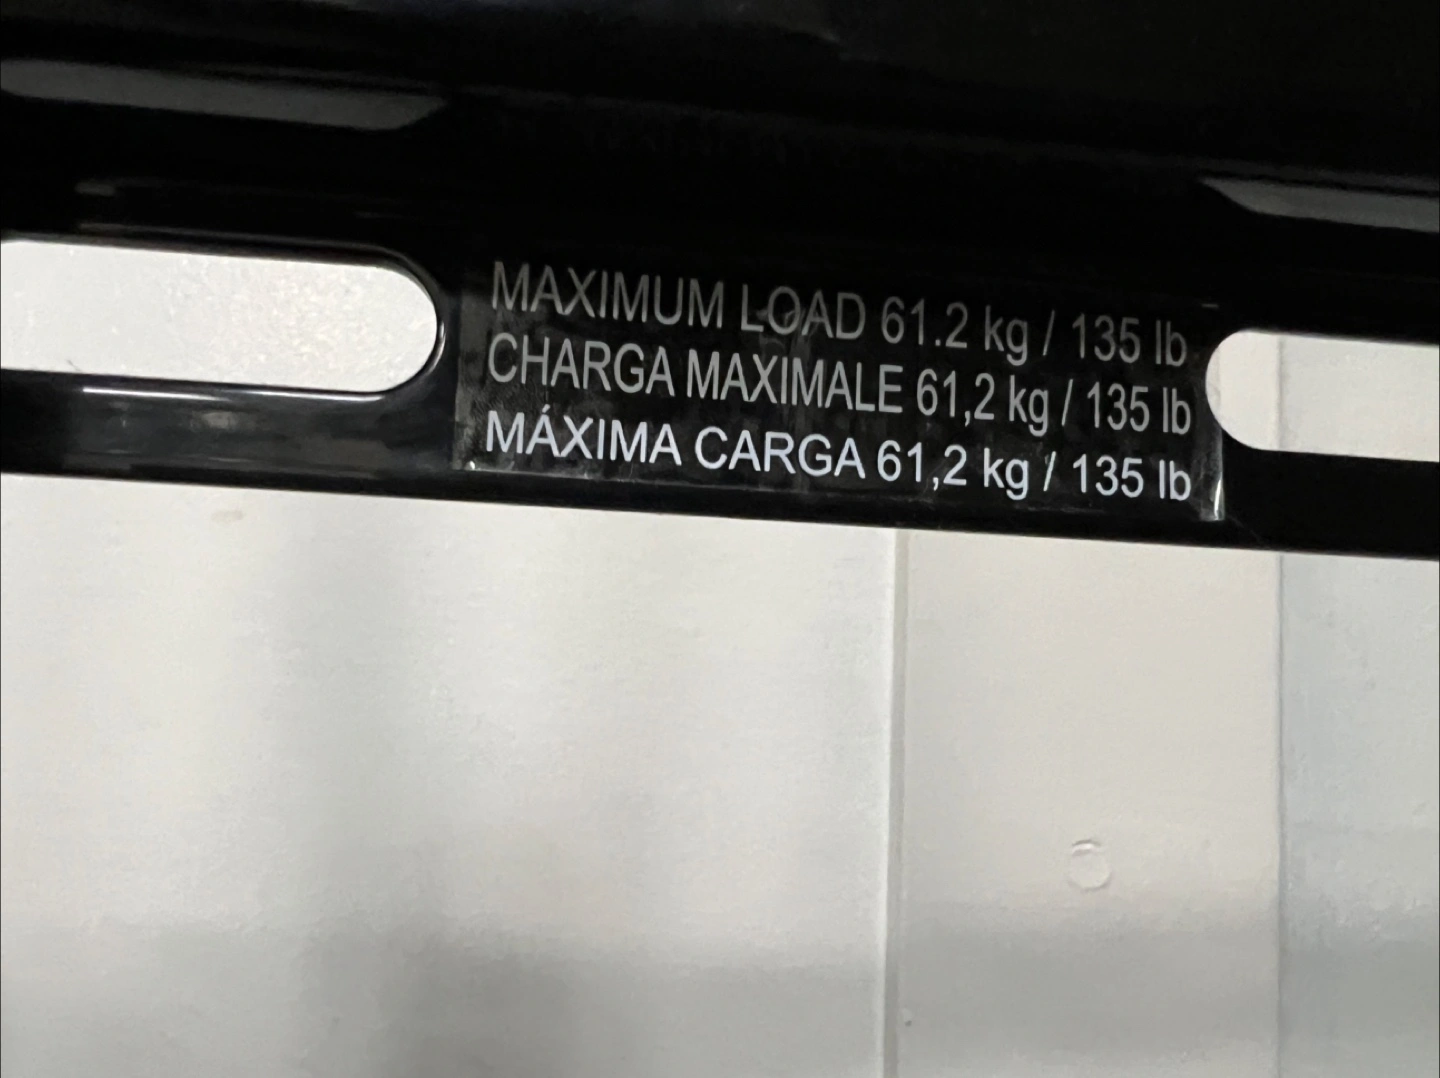 MAXIMUM LOAD 61.2 kg / 135 lb
CHARGA MAXIMALE 61,2 kg / 135 lb
MÁXIMA CARGA 61,2 kg / 135 lb